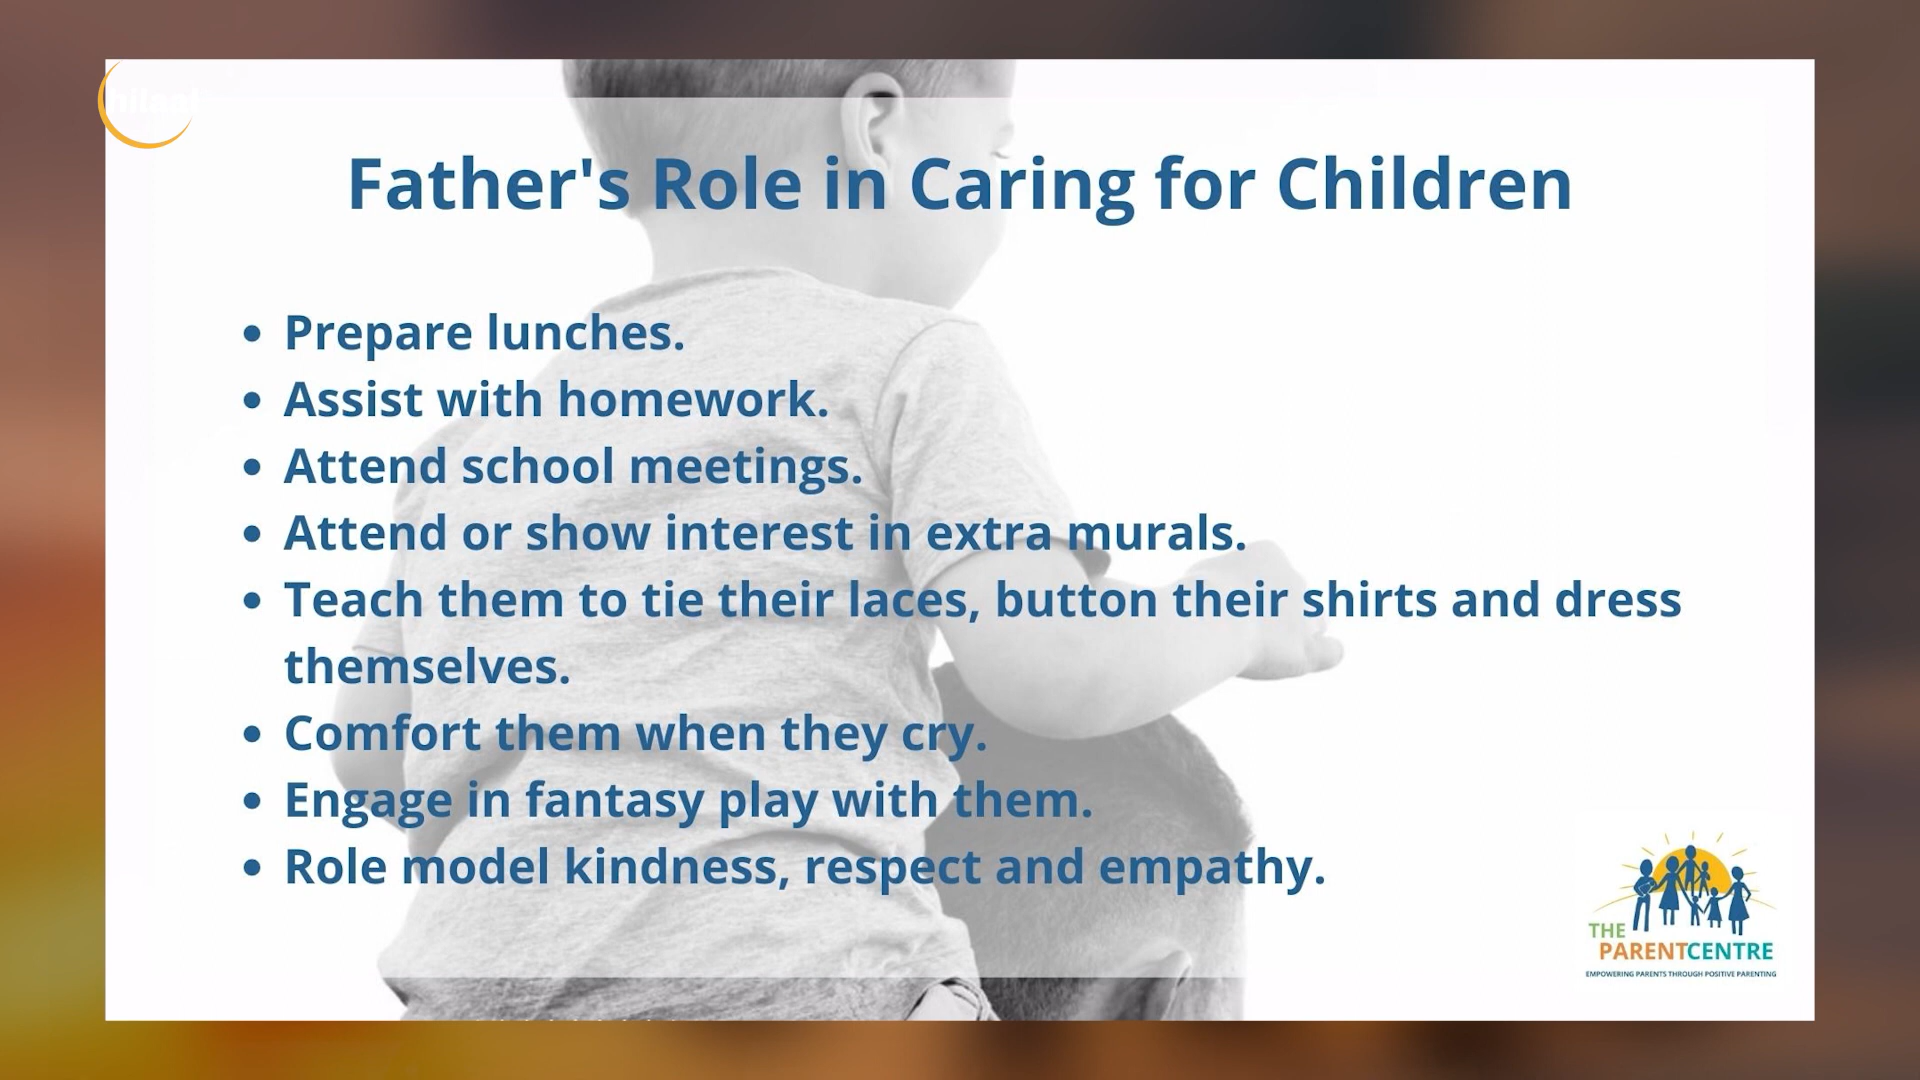 Father's Role in Caring for Children
• Prepare lunches.
• Assist with homework.
• Attend school meetings.
• Attend or show interest in extra murals.
• Teach them to tie their laces, button their shirts and dress
themselves.
• Comfort them when they cry.
• Engage in fantasy play with them.
• Role model kindness, respect and empathy.
THE
PARENTCENTRE
EMPOWERING PARENTS THROUGH POSITIVE PARENTING